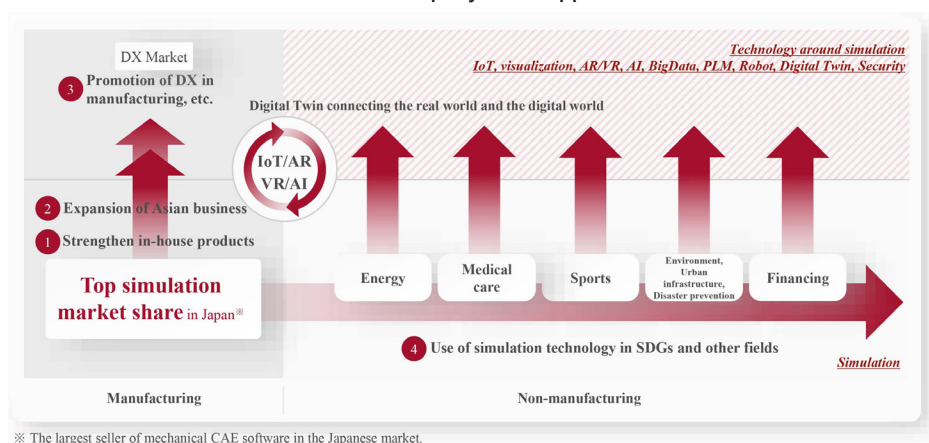 DX Market
3
Promotion of DX in
manufacturing, etc.
Technology around simulation
IoT, visualization, AR/VR, AI, BigData, PLM, Robot, Digital Twin, Security
Digital Twin connecting the real world and the digital world
IoT/AR
VR/AI
2 Expansion of Asian business
1 Strengthen in-house products
Top simulation
market share in Japan※
Energy
Medical
care
Sports
Environment,
Urban
infrastructure,
Disaster prevention
Financing
4 Use of simulation technology in SDGs and other fields
Simulation
Manufacturing
Non-manufacturing
※ The largest seller of mechanical CAE software in the Japanese market.